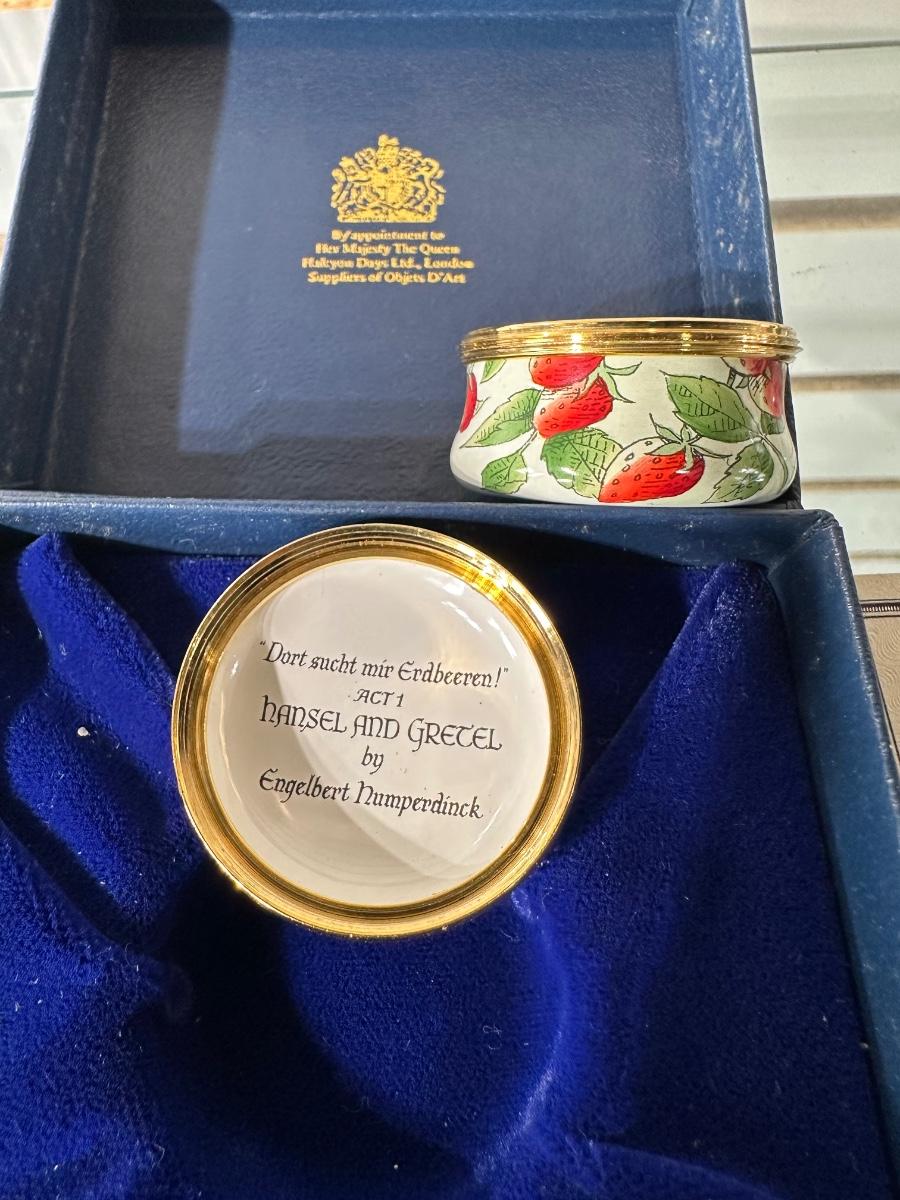 By appointment to
Her Majesty The Queen
Halcyon Days Ltd., London
Suppliers of Objets D'Art
"Dort sucht mir Erdbeeren!"
ACT 1
HANSEL AND GRETEL
by
Engelbert Humperdinck